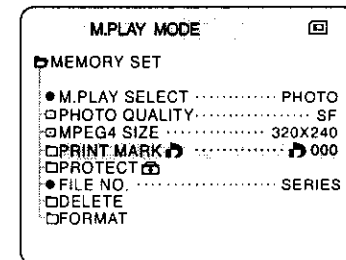 M.PLAY MODE
MEMORY SET
M.PLAY SELECT ············ PHOTO
PHOTO QUALITY ················ SF
MPEG4 SIZE ··········· 320X240
PRINT MARK ·············· 000
PROTECT
FILE NO. ················· SERIES
DELETE
FORMAT